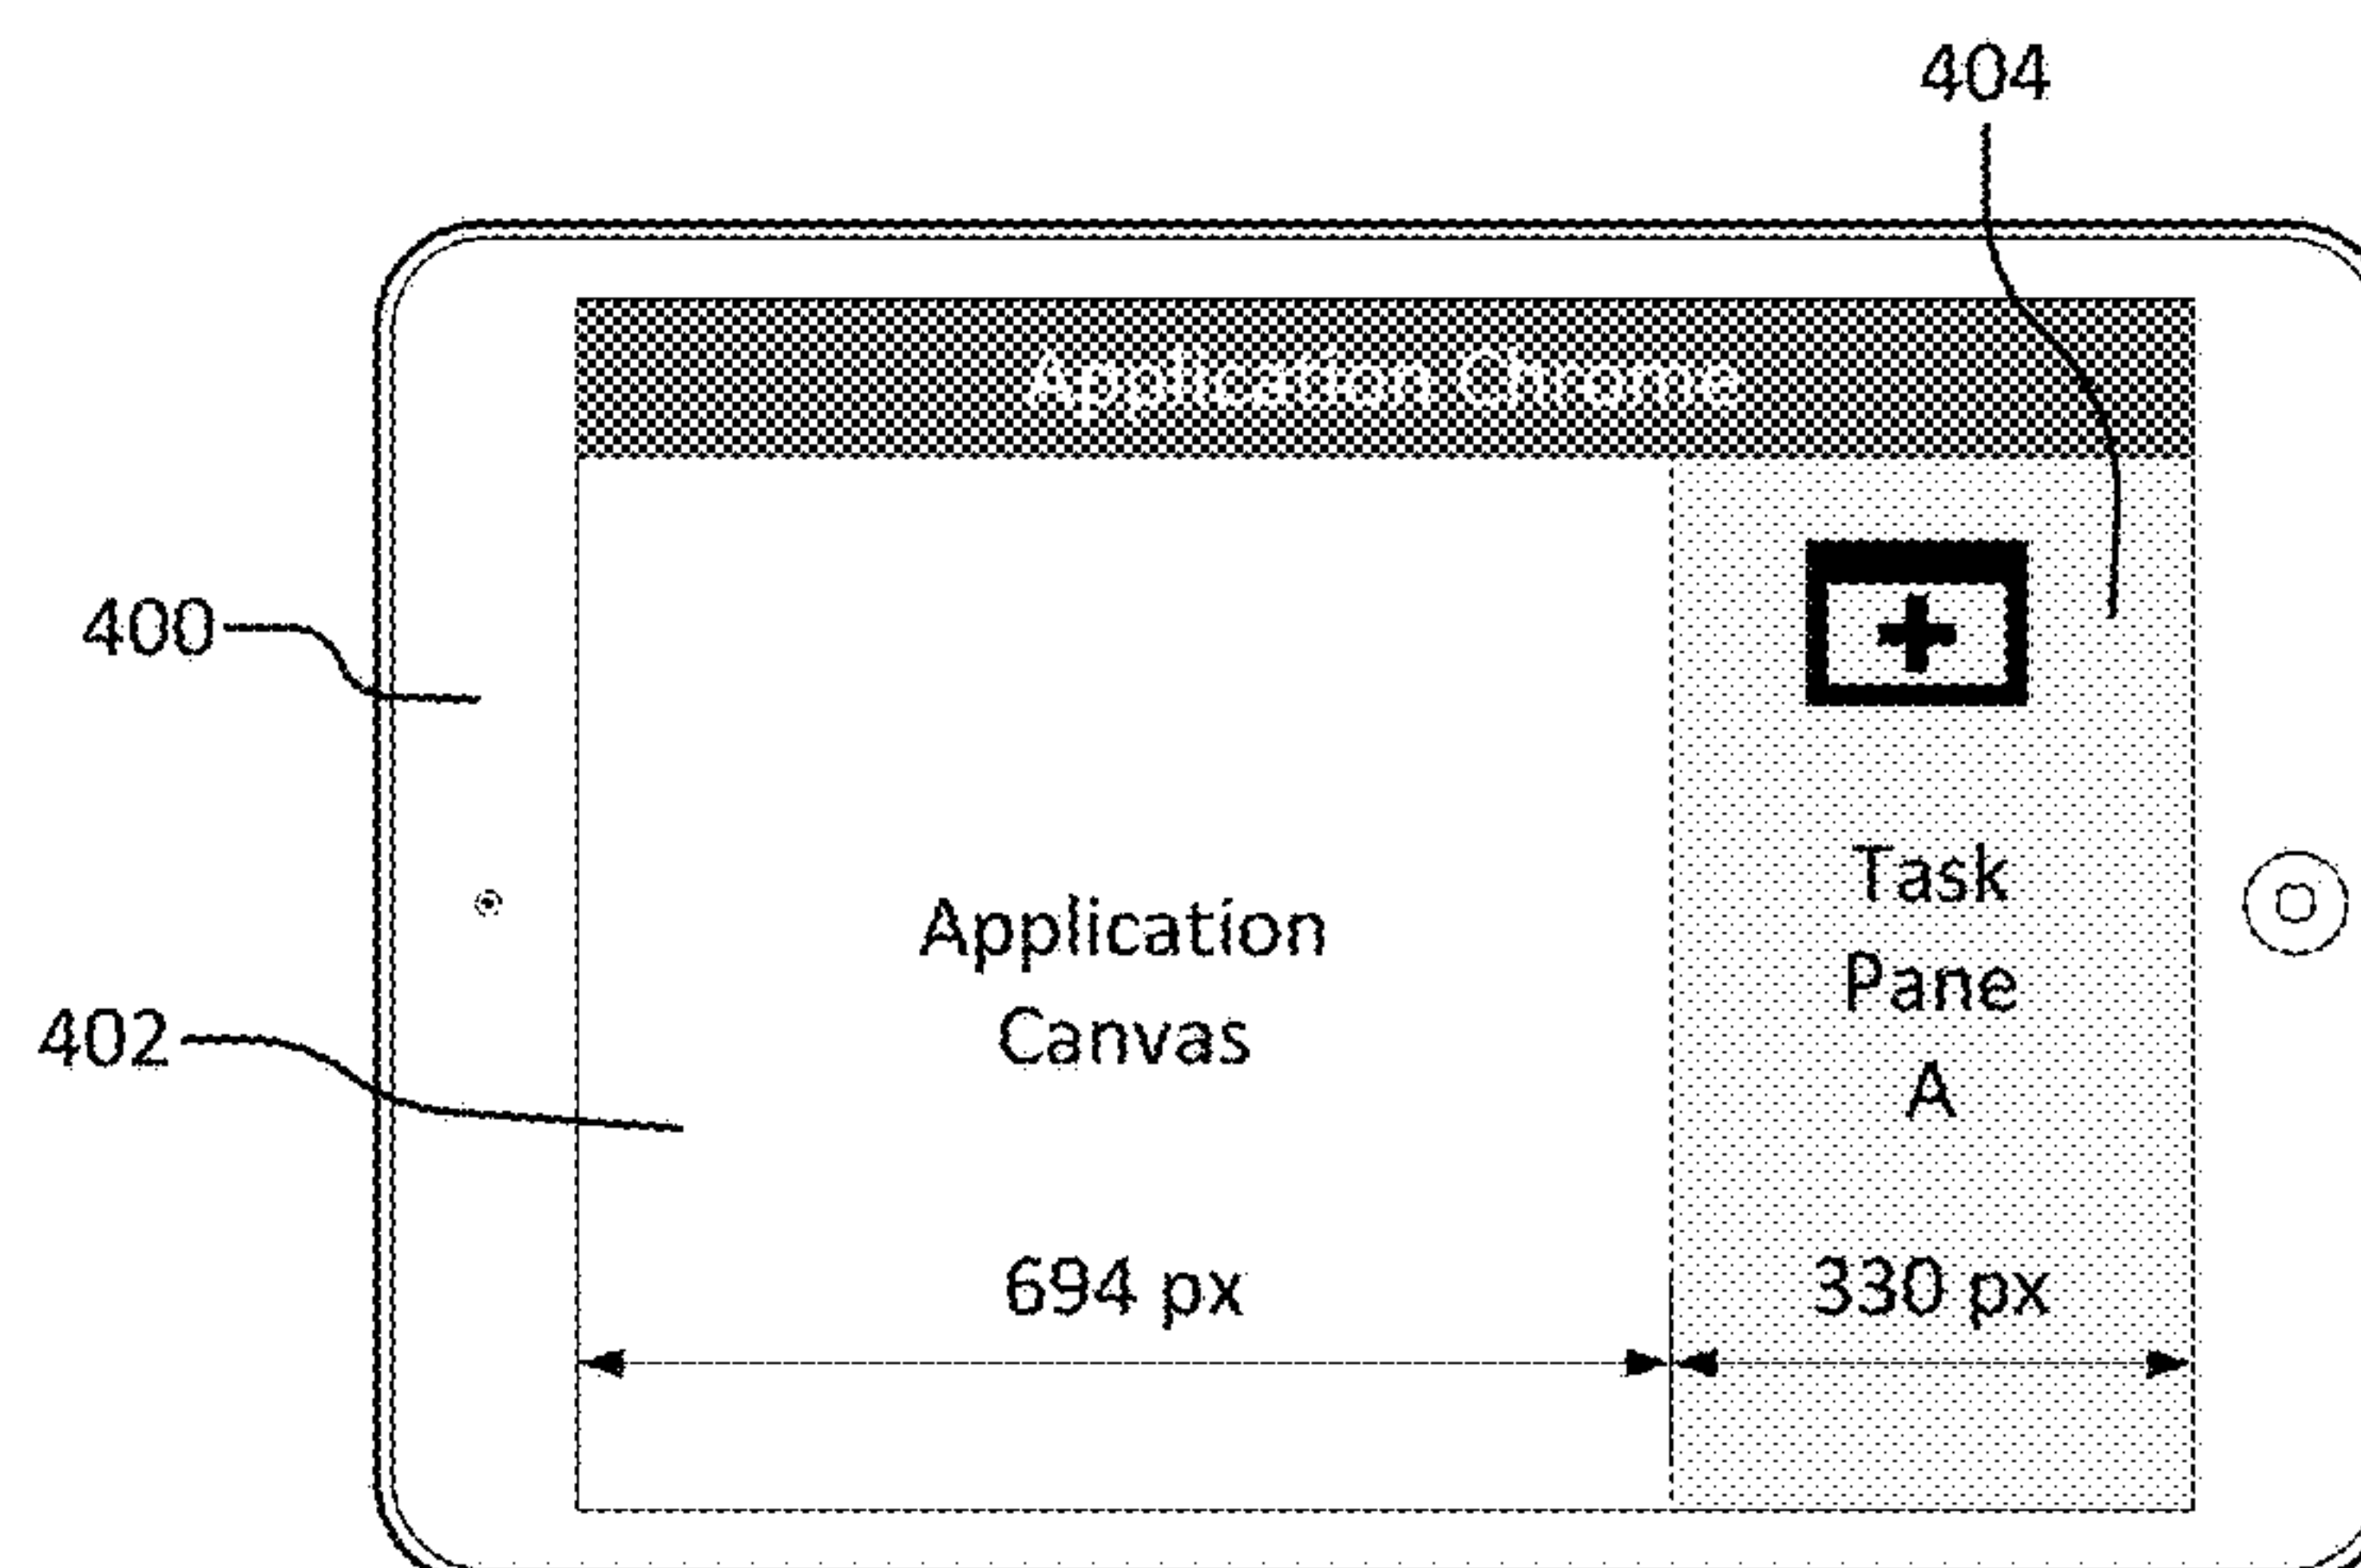 404
Application Chrome
400
Task
Pane
A
Application
Canvas
402
694 px
330 px